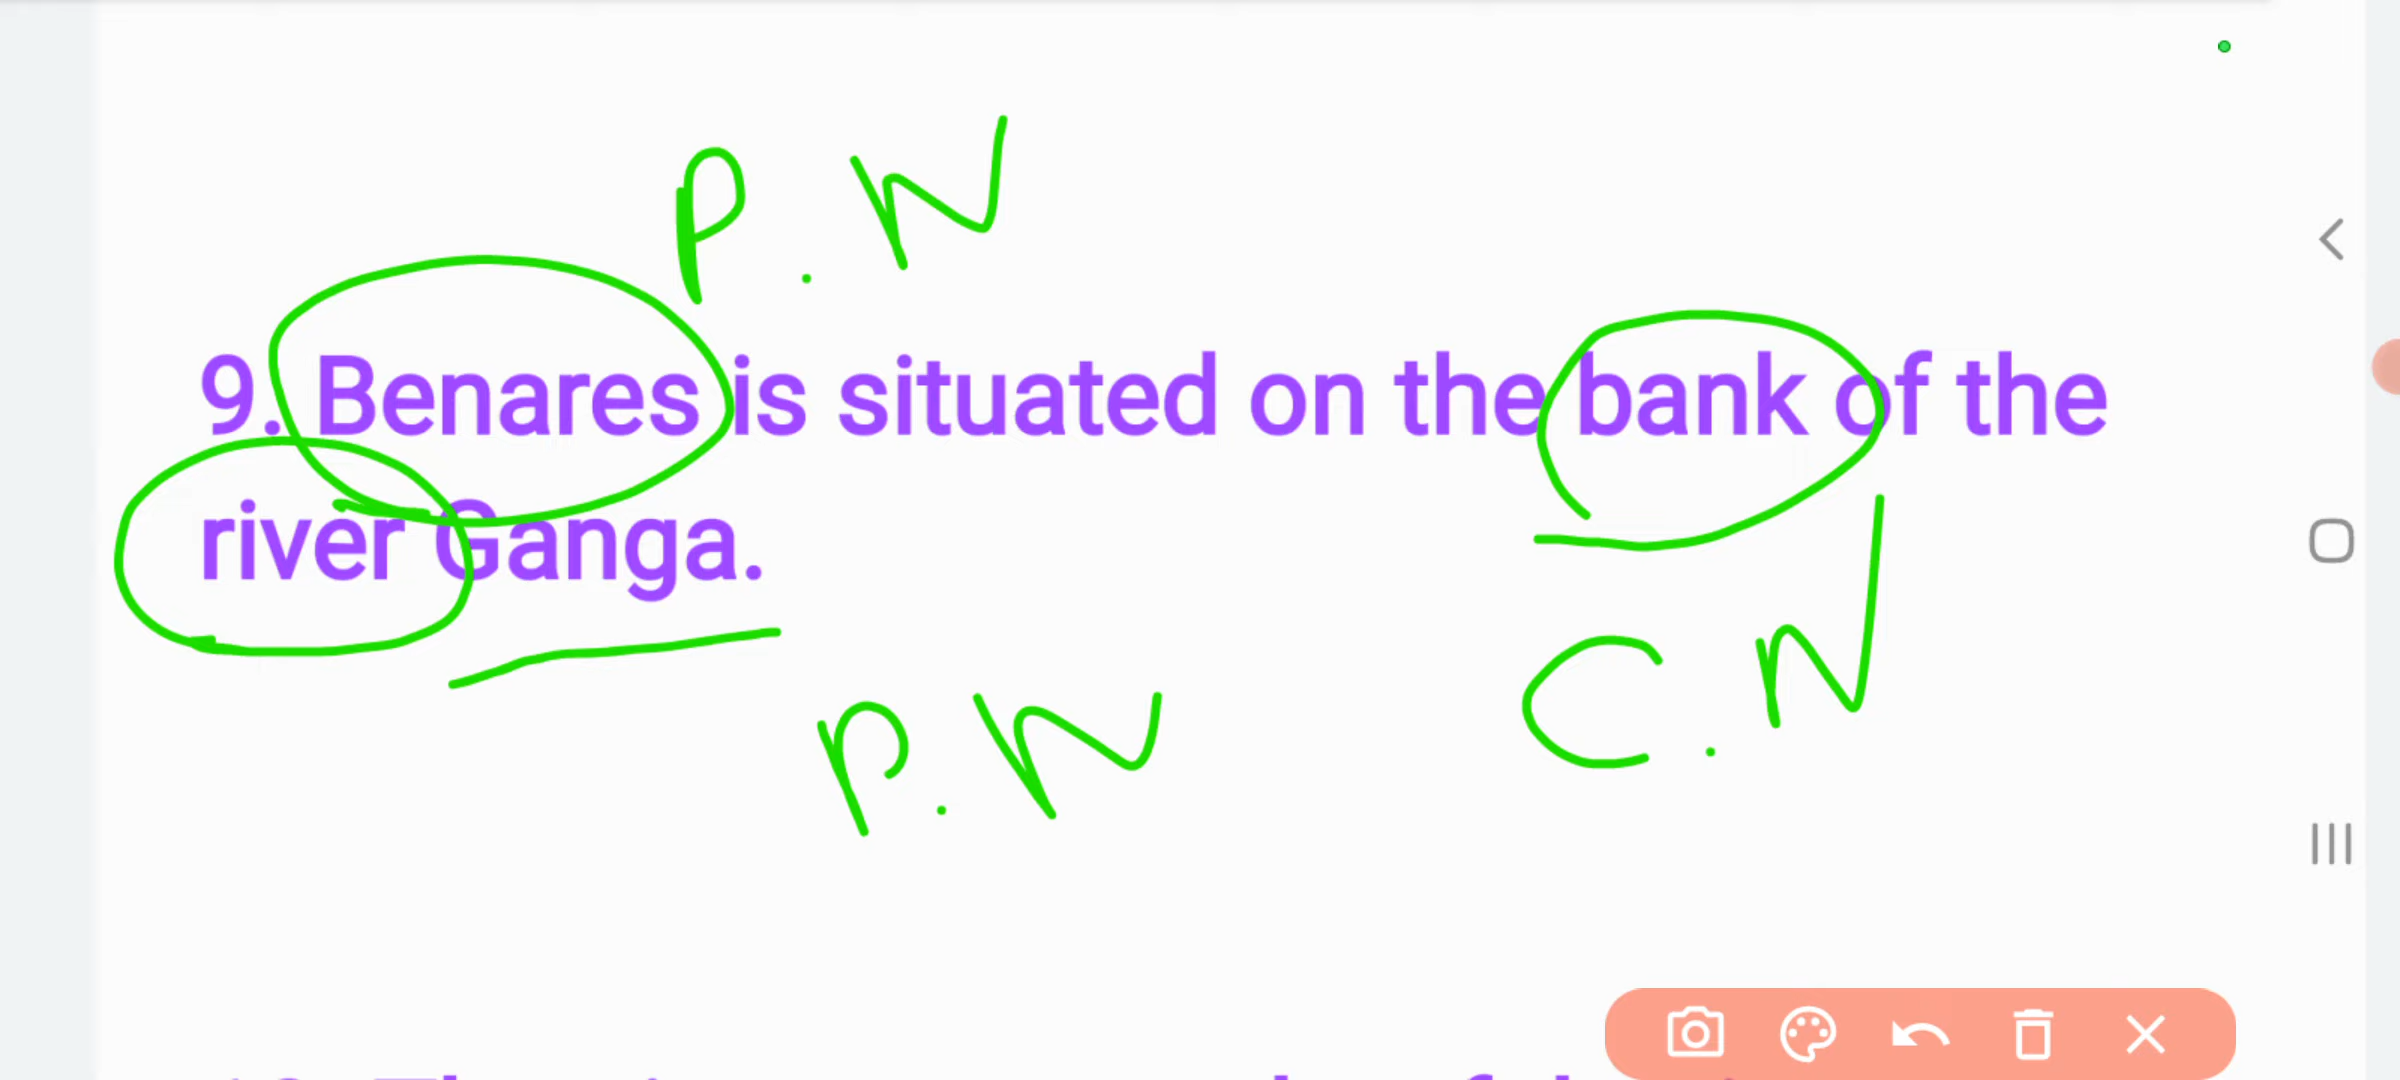 P.N
9. Benares is situated on the bank of the
river Ganga.
P.N
C.N